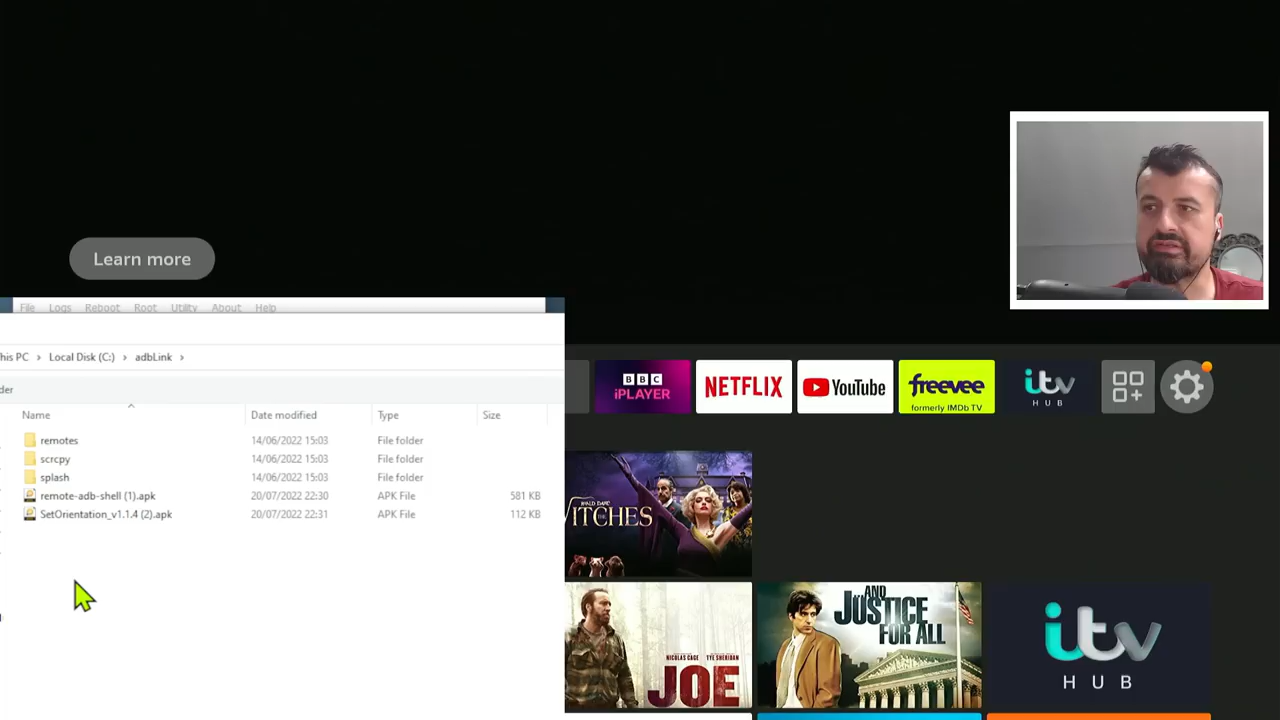 Learn more
File Logs Reboot Root Utility About Help
his PC > Local Disk (C:) > adbLink >
der
Name Date modified Type Size
remotes 14/06/2022 15:03 File folder
scrcpy 14/06/2022 15:03 File folder
splash 14/06/2022 15:03 File folder
remote-adb-shell (1).apk 20/07/2022 22:30 APK File 581 KB
SetOrientation_v1.1.4 (2).apk 20/07/2022 22:31 APK File 112 KB
BBC
iPLAYER
NETFLIX
YouTube
freevee
formerly IMDb TV
itv
HUB
ROALD DAHL'S
ITCHES
NICOLAS CAGE TYE SHERIDAN
JOE
...AND
JUSTICE
FOR ALL
itv
HUB